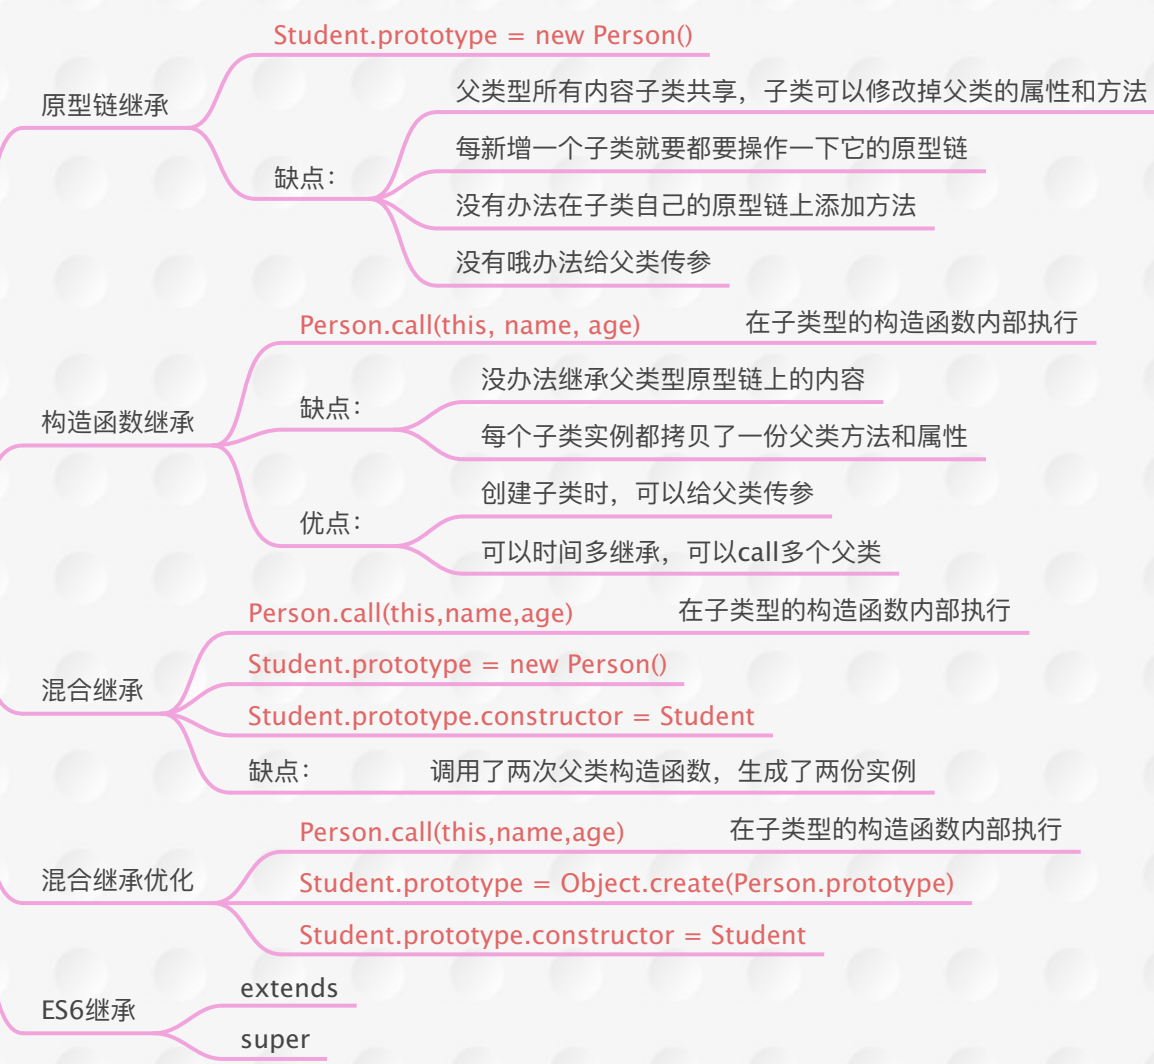 原型链继承
Student.prototype = new Person()
缺点：
父类型所有内容子类共享，子类可以修改掉父类的属性和方法
每新增一个子类就要都要操作一下它的原型链
没有办法在子类自己的原型链上添加方法
没有哦办法给父类传参
构造函数继承
Person.call(this, name, age)
在子类型的构造函数内部执行
缺点：
没办法继承父类型原型链上的内容
每个子类实例都拷贝了一份父类方法和属性
优点：
创建子类时，可以给父类传参
可以时间多继承，可以call多个父类
混合继承
Person.call(this,name,age)
在子类型的构造函数内部执行
Student.prototype = new Person()
Student.prototype.constructor = Student
缺点：
调用了两次父类构造函数，生成了两份实例
混合继承优化
Person.call(this,name,age)
在子类型的构造函数内部执行
Student.prototype = Object.create(Person.prototype)
Student.prototype.constructor = Student
ES6继承
extends
super